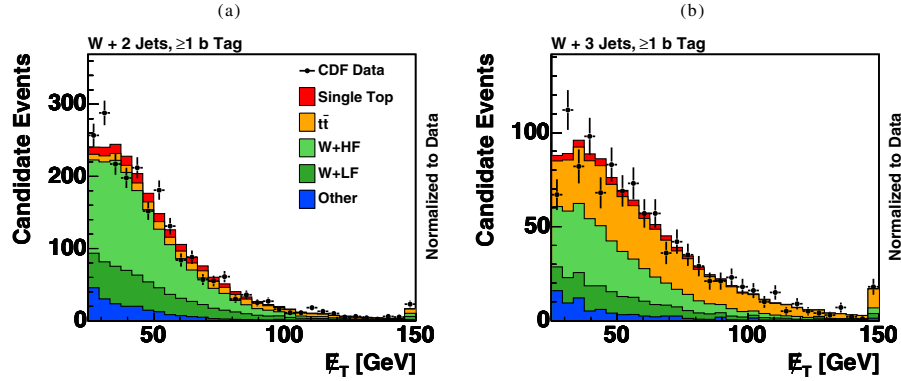 (a)
(b)
W + 2 Jets, ≥1 b Tag
W + 3 Jets, ≥1 b Tag
Candidate Events
300
200
100
0
CDF Data
Single Top
tt̄
W+HF
W+LF
Other
50
100
150
E̸_T [GeV]
Normalized to Data
Candidate Events
100
50
0
50
100
150
E̸_T [GeV]
Normalized to Data